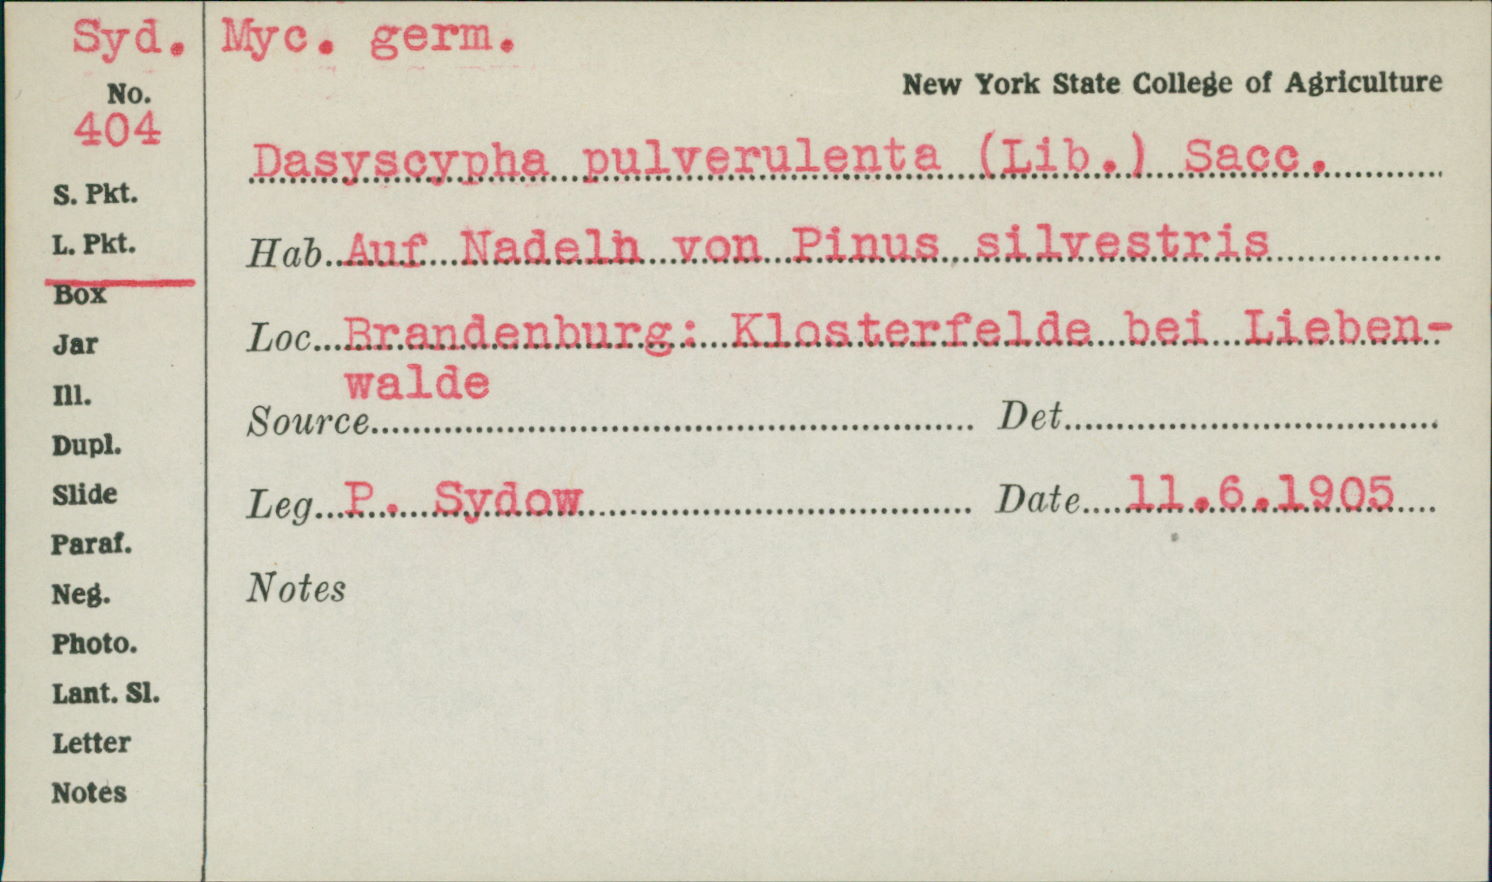 Syd. Myc. germ.
New York State College of Agriculture
No.
404
Dasyscypha pulverulenta (Lib.) Sacc.
S. Pkt.
L. Pkt.
Hab. Auf Nadeln von Pinus silvestris
Box
Jar
Loc. Brandenburg: Klosterfelde bei Lieben-
walde
Ill.
Source Det.
Dupl.
Slide
Leg. P. Sydow Date 11.6.1905
Paraf.
Neg.
Notes
Photo.
Lant. Sl.
Letter
Notes